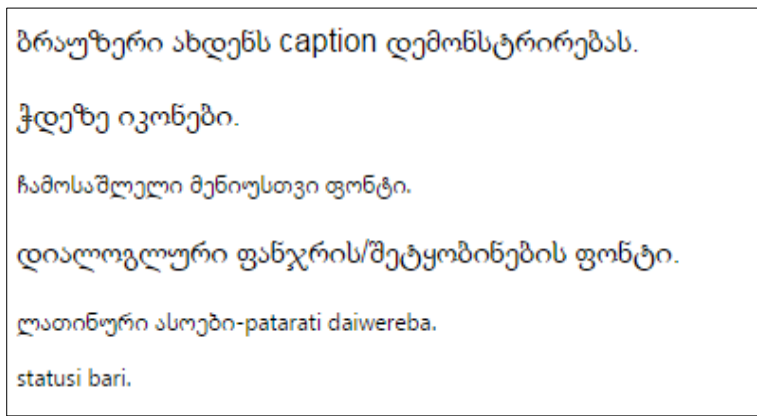 ბრაუზერი ახდენს caption დემონსტრირებას.
ჭდეზე იკონები.
ჩამოსაშლელი მენიუსთვი ფონტი.
დიალოგლური ფანჯრის/შეტყობინების ფონტი.
ლათინური ასოები-patarati daiwereba.
statusi bari.